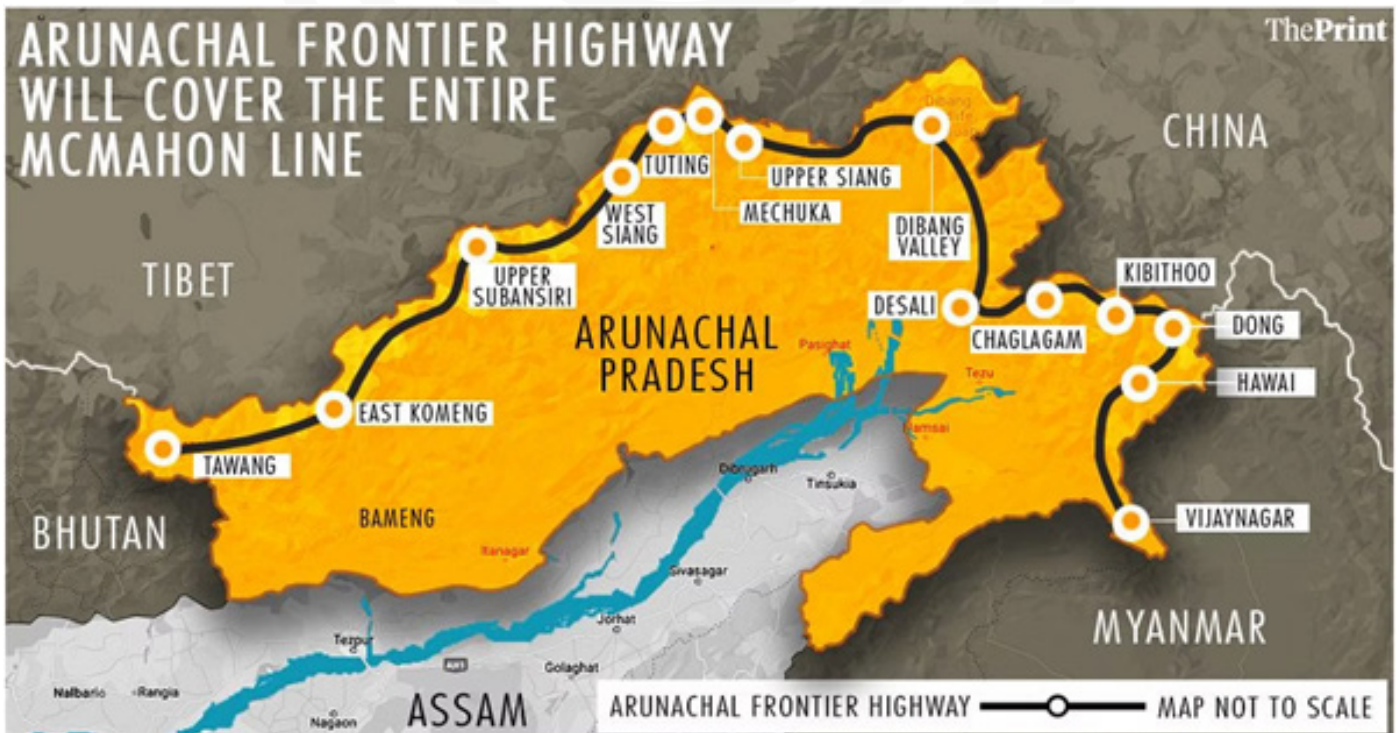 ARUNACHAL FRONTIER HIGHWAY
WILL COVER THE ENTIRE
MCMAHON LINE
ThePrint
CHINA
TIBET
TUTING
UPPER SIANG
MECHUKA
WEST
SIANG
Dibang
DIBANG
VALLEY
UPPER
SUBANSIRI
KIBITHOO
DESALI
CHAGLAGAM
DONG
ARUNACHAL
PRADESH
Pasighat
Tezu
HAWAI
EAST KOMENG
TAWANG
Namsai
Dibrugarh
Tinsukia
BHUTAN
BAMENG
VIJAYNAGAR
Itanagar
Sivasagar
MYANMAR
Jorhat
Tezpur
Golaghat
Nalbario
Rangia
Nagaon
ASSAM
ARUNACHAL FRONTIER HIGHWAY
MAP NOT TO SCALE